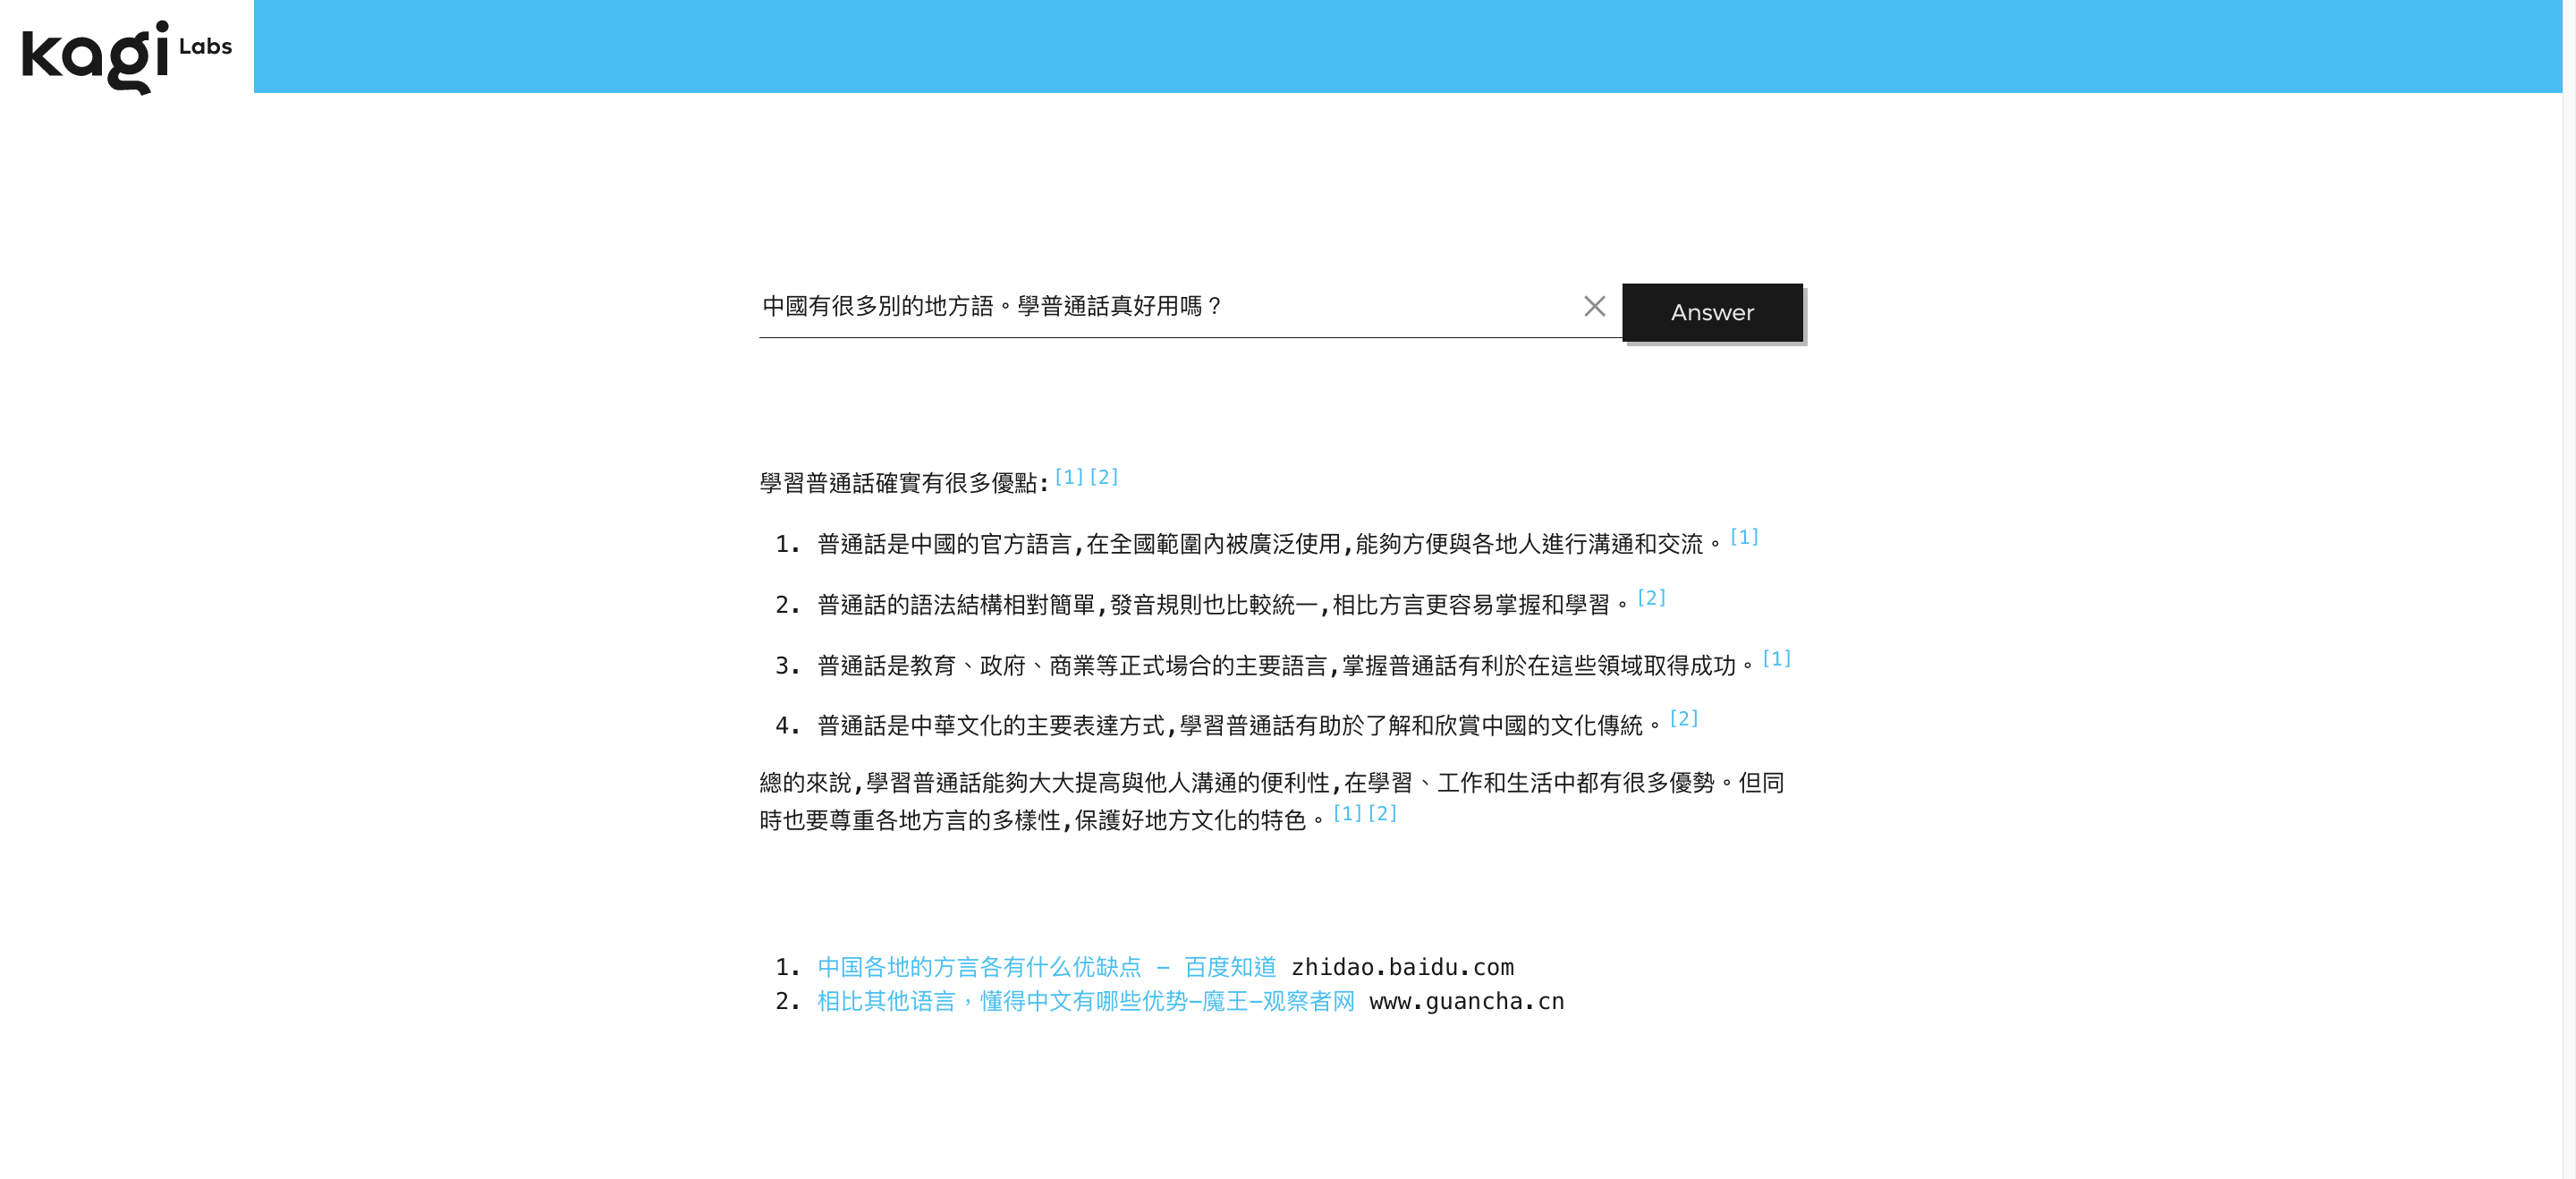 kagi Labs
中國有很多別的地方語。學普通話真好用嗎？
Answer
學習普通話確實有很多優點:[1][2]
1. 普通話是中國的官方語言,在全國範圍內被廣泛使用,能夠方便與各地人進行溝通和交流。[1]
2. 普通話的語法結構相對簡單,發音規則也比較統一,相比方言更容易掌握和學習。[2]
3. 普通話是教育、政府、商業等正式場合的主要語言,掌握普通話有利於在這些領域取得成功。[1]
4. 普通話是中華文化的主要表達方式,學習普通話有助於了解和欣賞中國的文化傳統。[2]
總的來說,學習普通話能夠大大提高與他人溝通的便利性,在學習、工作和生活中都有很多優勢。但同
時也要尊重各地方言的多樣性,保護好地方文化的特色。[1][2]
1. 中国各地的方言各有什么优缺点 – 百度知道 zhidao.baidu.com
2. 相比其他语言，懂得中文有哪些优势–魔王–观察者网 www.guancha.cn